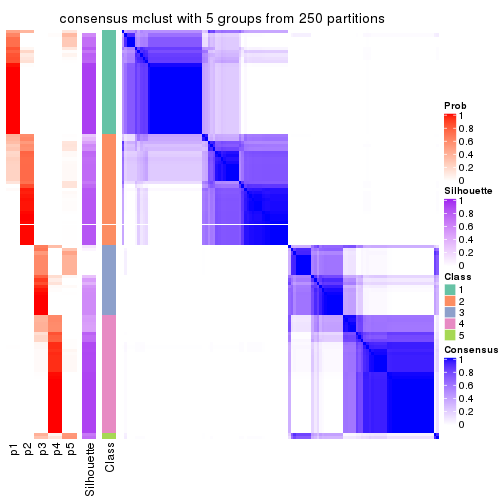 consensus mclust with 5 groups from 250 partitions
Prob
1
0.8
0.6
0.4
0.2
0
Silhouette
1
0.8
0.6
0.4
0.2
0
Class
1
2
3
4
5
Consensus
1
0.8
0.6
0.4
0.2
0
p1
p2
p3
p4
p5
Silhouette
Class